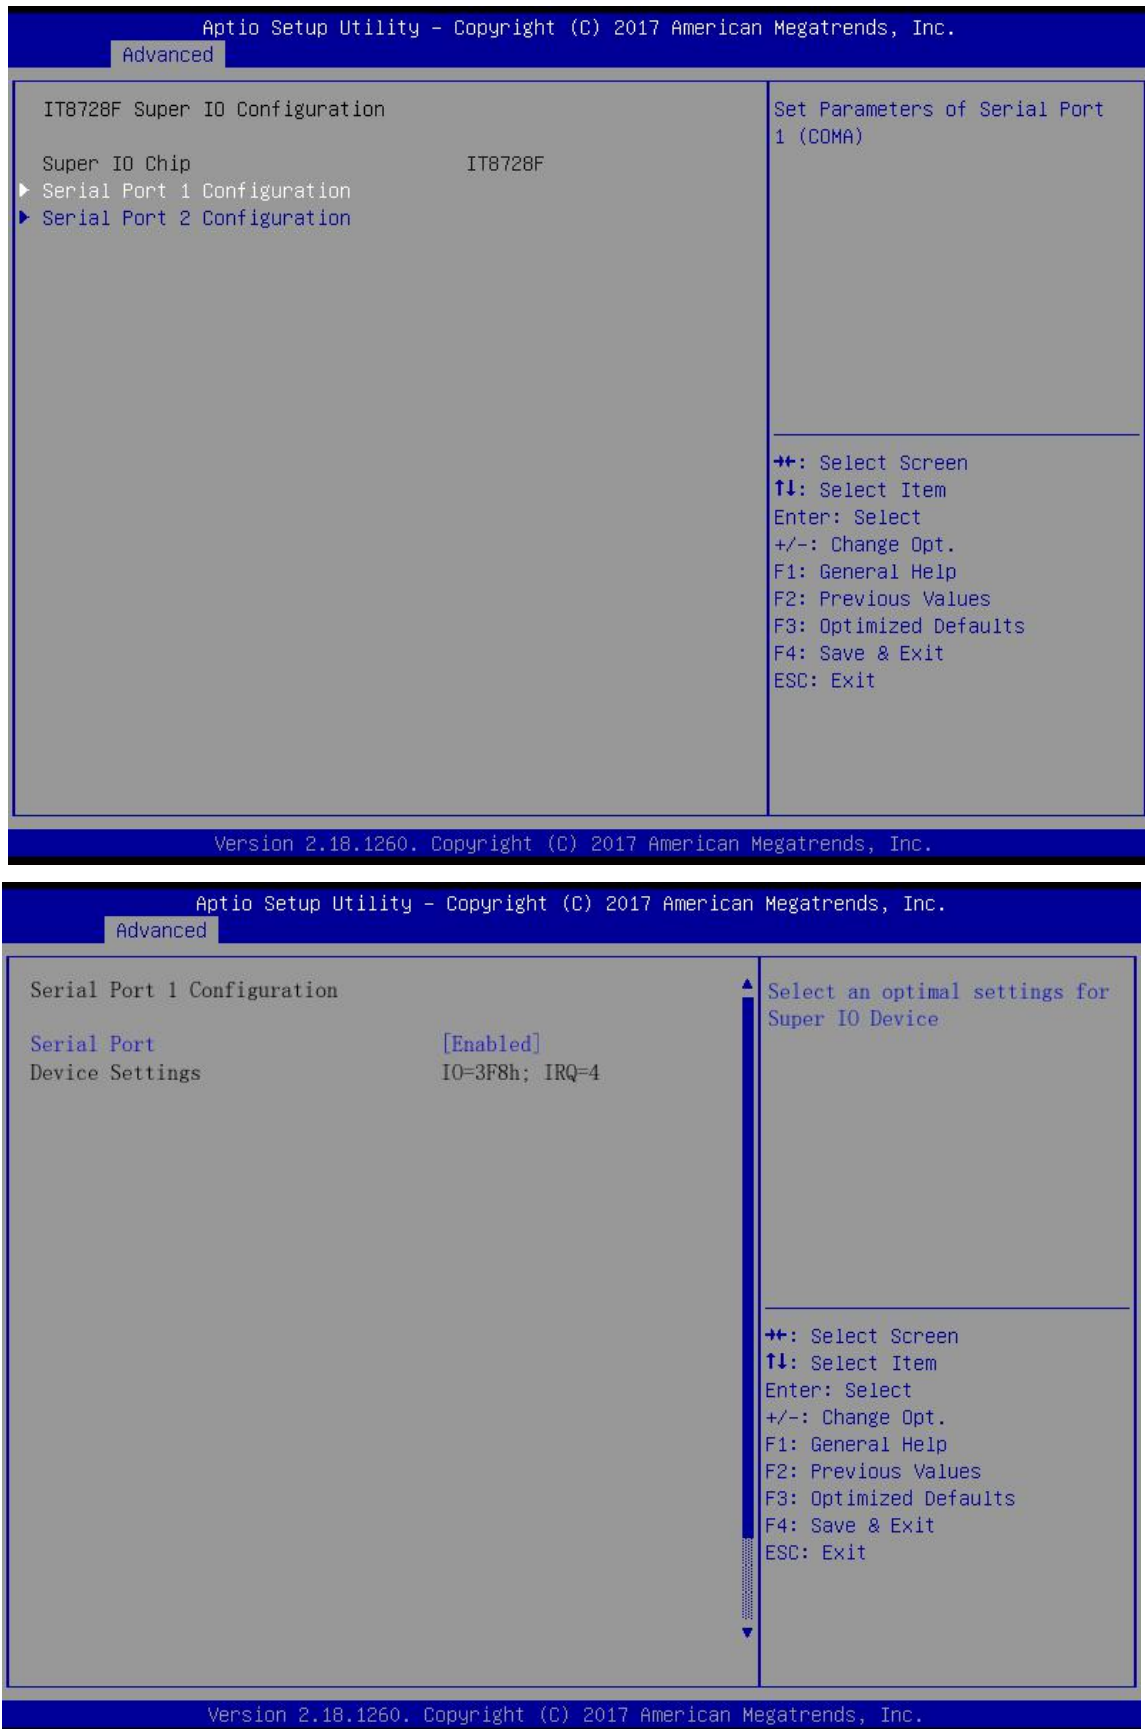 Aptio Setup Utility – Copyright (C) 2017 American Megatrends, Inc.
Advanced
IT8728F Super IO Configuration
Super IO Chip IT8728F
Serial Port 1 Configuration
Serial Port 2 Configuration
Set Parameters of Serial Port
1 (COMA)
→←: Select Screen
↑↓: Select Item
Enter: Select
+/-: Change Opt.
F1: General Help
F2: Previous Values
F3: Optimized Defaults
F4: Save & Exit
ESC: Exit
Version 2.18.1260. Copyright (C) 2017 American Megatrends, Inc.
Aptio Setup Utility – Copyright (C) 2017 American Megatrends, Inc.
Advanced
Serial Port 1 Configuration
Serial Port [Enabled]
Device Settings IO=3F8h; IRQ=4
Select an optimal settings for
Super IO Device
→←: Select Screen
↑↓: Select Item
Enter: Select
+/-: Change Opt.
F1: General Help
F2: Previous Values
F3: Optimized Defaults
F4: Save & Exit
ESC: Exit
Version 2.18.1260. Copyright (C) 2017 American Megatrends, Inc.